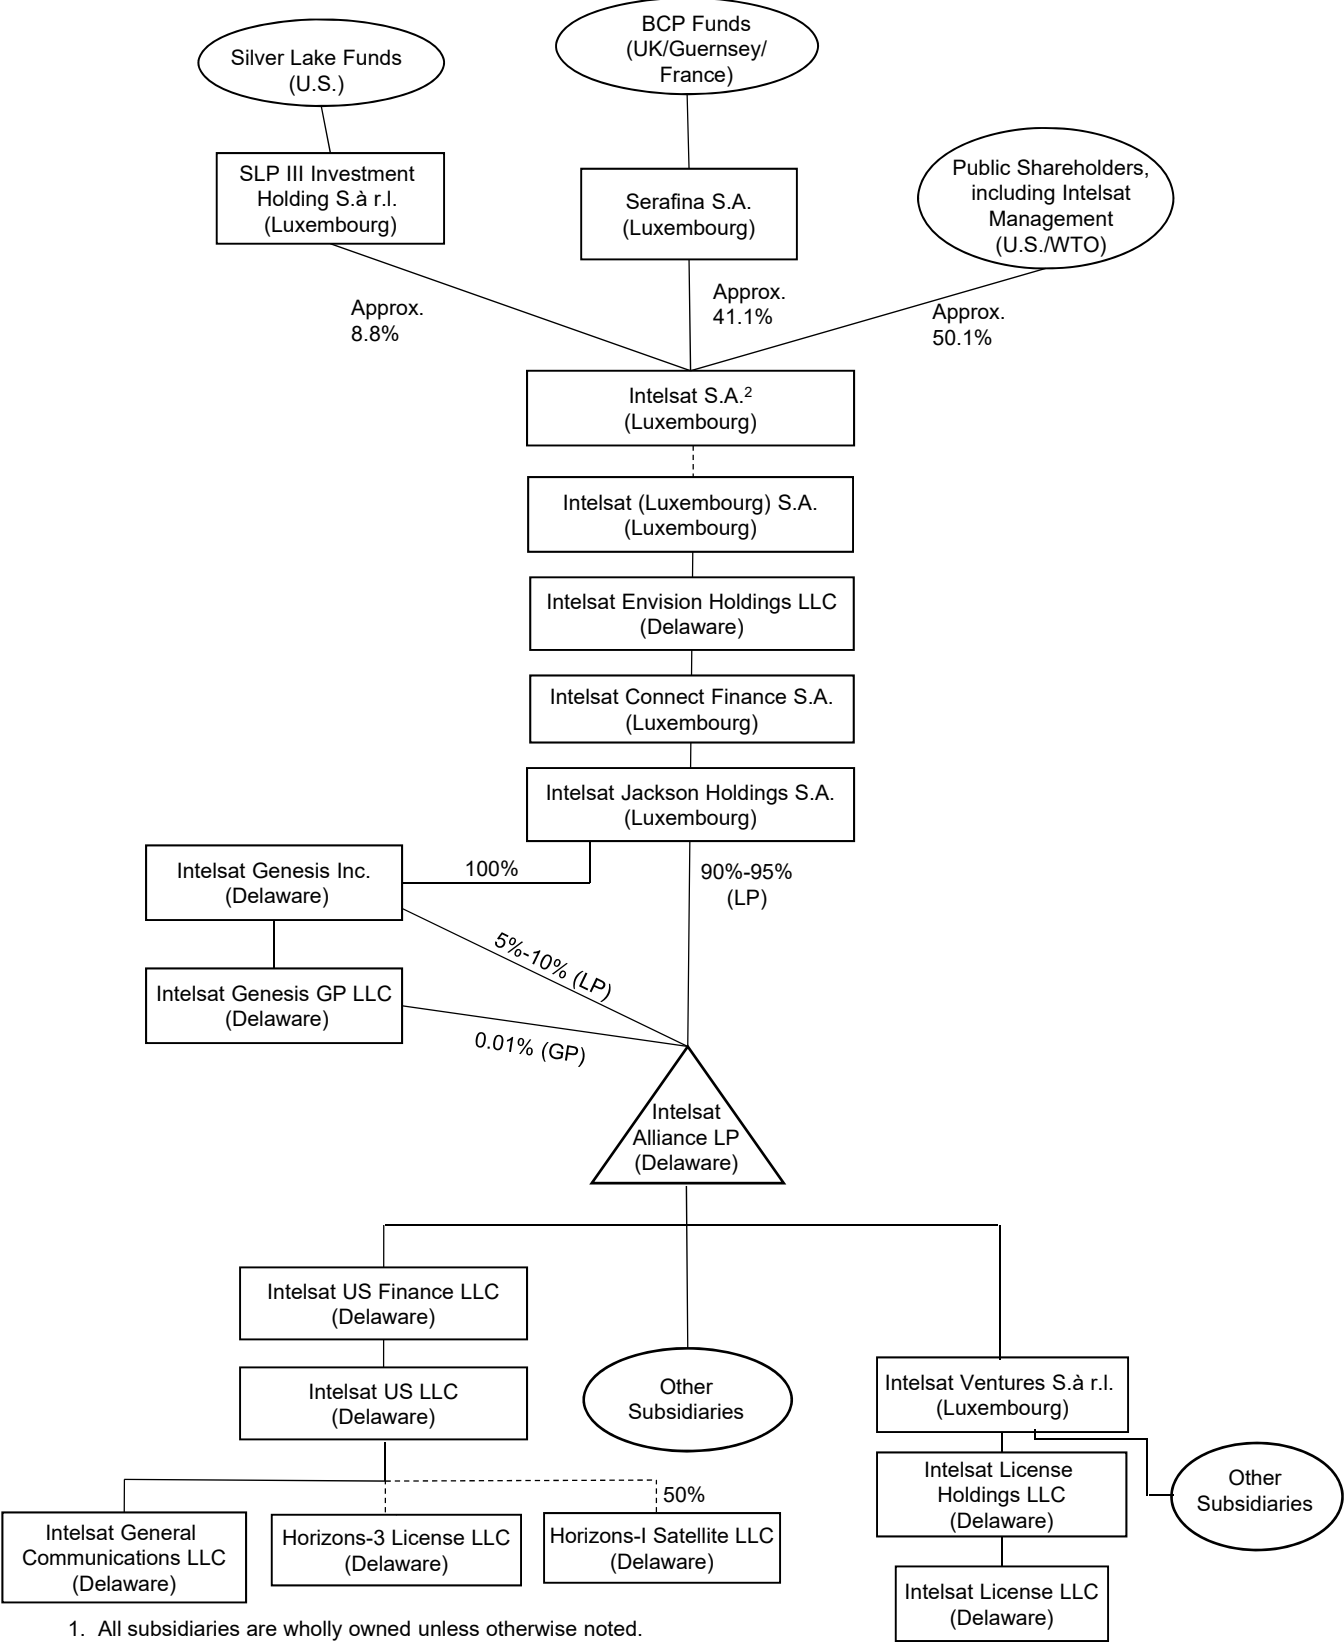 BCP Funds
(UK/Guernsey/
France)
Silver Lake Funds
(U.S.)
SLP III Investment
Holding S.à r.l.
(Luxembourg)
Serafina S.A.
(Luxembourg)
Public Shareholders,
including Intelsat
Management
(U.S./WTO)
Approx.
8.8%
Approx.
41.1%
Approx.
50.1%
Intelsat S.A.²
(Luxembourg)
Intelsat (Luxembourg) S.A.
(Luxembourg)
Intelsat Envision Holdings LLC
(Delaware)
Intelsat Connect Finance S.A.
(Luxembourg)
Intelsat Jackson Holdings S.A.
(Luxembourg)
Intelsat Genesis Inc.
(Delaware)
100%
90%-95%
(LP)
5%-10% (LP)
Intelsat Genesis GP LLC
(Delaware)
0.01% (GP)
Intelsat
Alliance LP
(Delaware)
Intelsat US Finance LLC
(Delaware)
Intelsat US LLC
(Delaware)
Other
Subsidiaries
Intelsat Ventures S.à r.l.
(Luxembourg)
Intelsat License
Holdings LLC
(Delaware)
Other
Subsidiaries
50%
Intelsat General
Communications LLC
(Delaware)
Horizons-3 License LLC
(Delaware)
Horizons-I Satellite LLC
(Delaware)
Intelsat License LLC
(Delaware)
1. All subsidiaries are wholly owned unless otherwise noted.